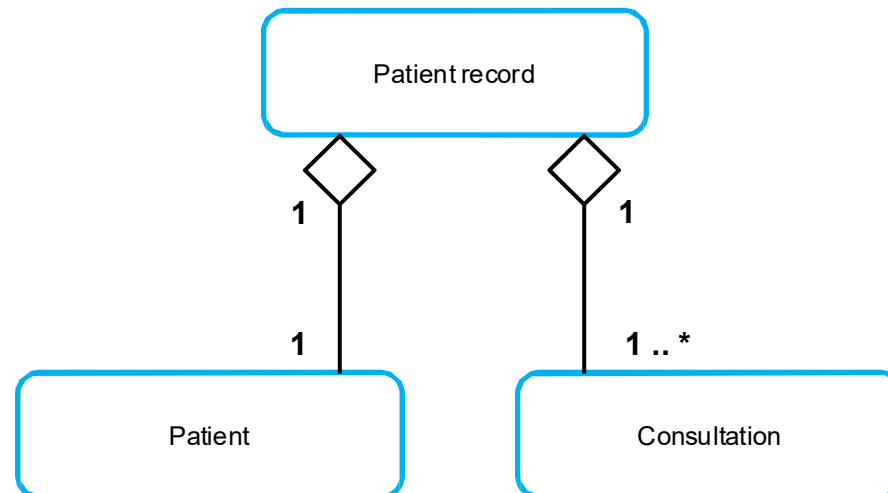 Patient record
1
1
1
1 .. *
Patient
Consultation